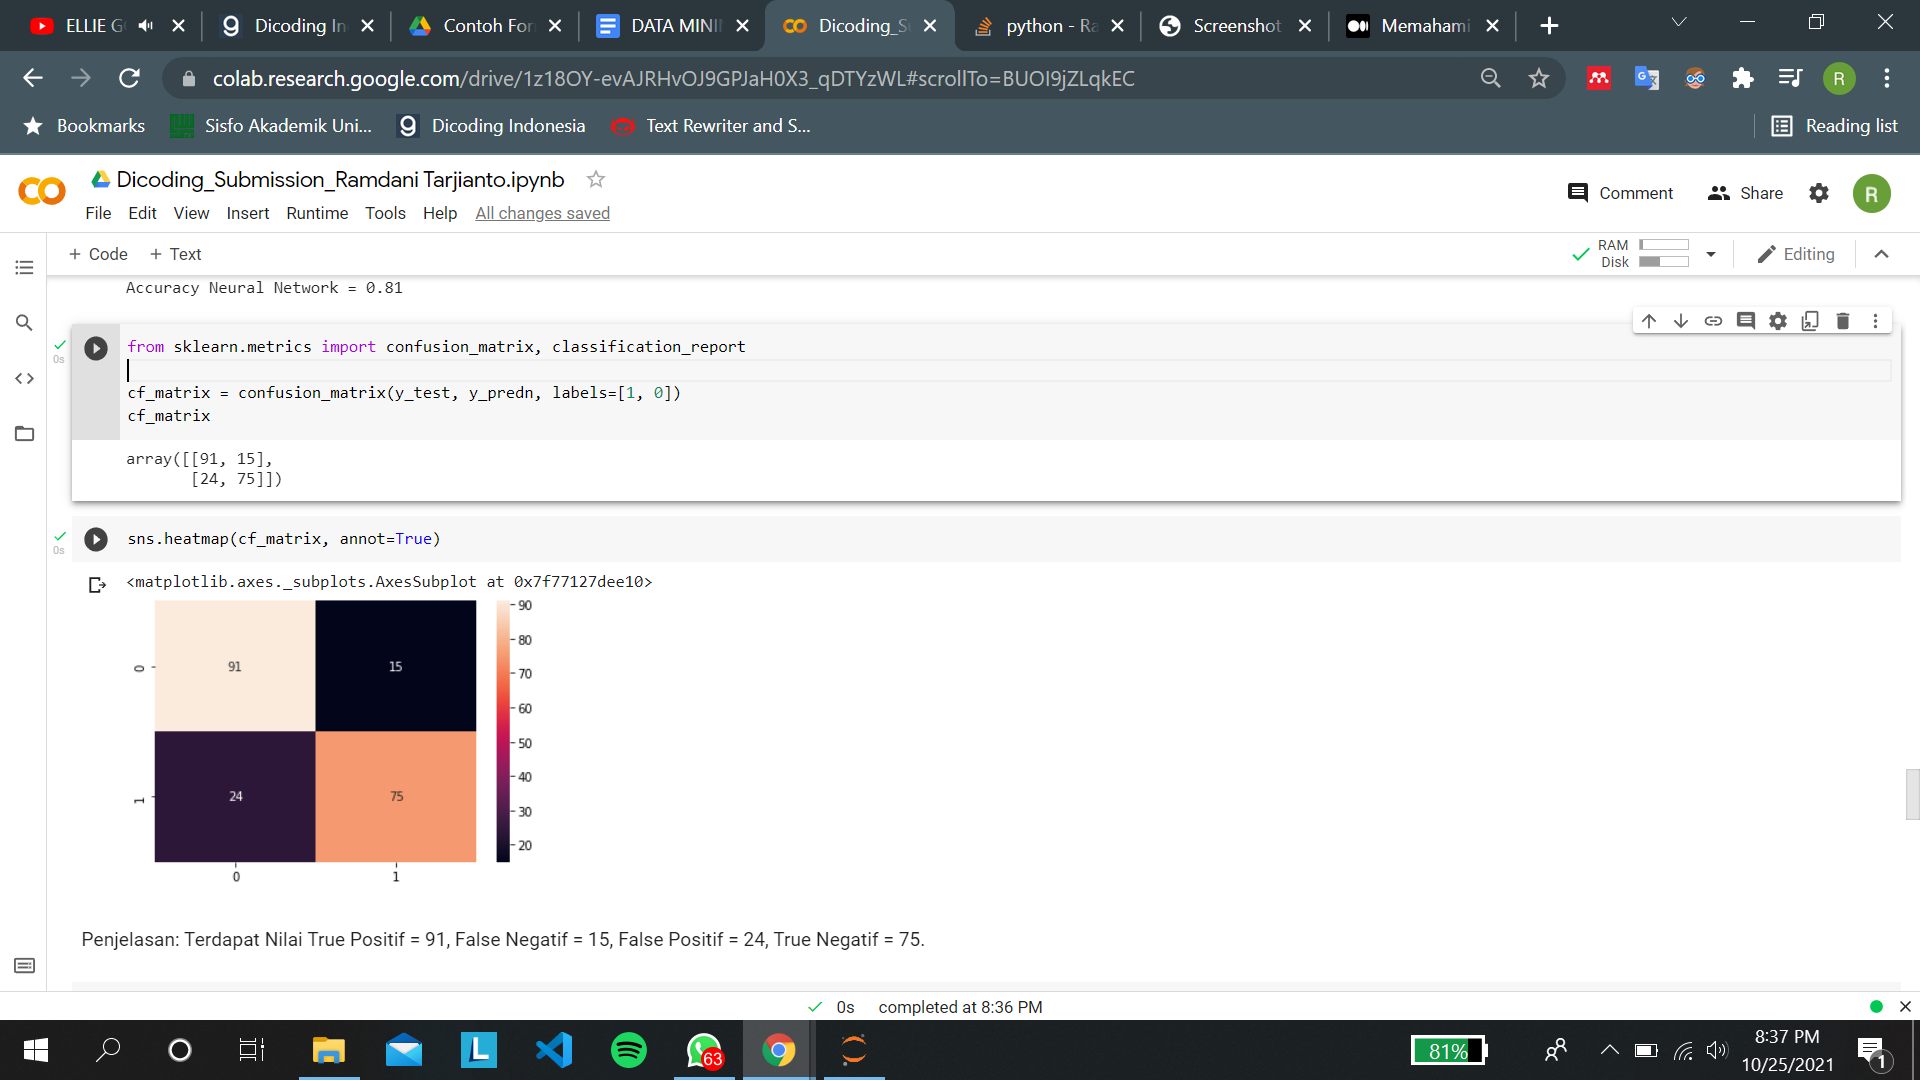 ELLIE G
Dicoding In
Contoh For
DATA MINI
Dicoding_S
python - Ra
Screenshot
Memahami
colab.research.google.com/drive/1z18OY-evAJRHvOJ9GPJaH0X3_qDTYzWL#scrollTo=BUOI9jZLqkEC
R
Bookmarks
Sisfo Akademik Uni...
Dicoding Indonesia
Text Rewriter and S...
Reading list
Dicoding_Submission_Ramdani Tarjianto.ipynb
Comment
Share
R
File Edit View Insert Runtime Tools Help All changes saved
+ Code + Text
RAM
Disk
Editing
Accuracy Neural Network = 0.81
0s
from sklearn.metrics import confusion_matrix, classification_report
cf_matrix = confusion_matrix(y_test, y_predn, labels=[1, 0])
cf_matrix
array([[91, 15],
[24, 75]])
0s
sns.heatmap(cf_matrix, annot=True)
<matplotlib.axes._subplots.AxesSubplot at 0x7f77127dee10>
90
80
70
60
50
40
30
20
0
91
15
1
24
75
0
1
Penjelasan: Terdapat Nilai True Positif = 91, False Negatif = 15, False Positif = 24, True Negatif = 75.
0s completed at 8:36 PM
L
63
81%
8:37 PM
10/25/2021
1